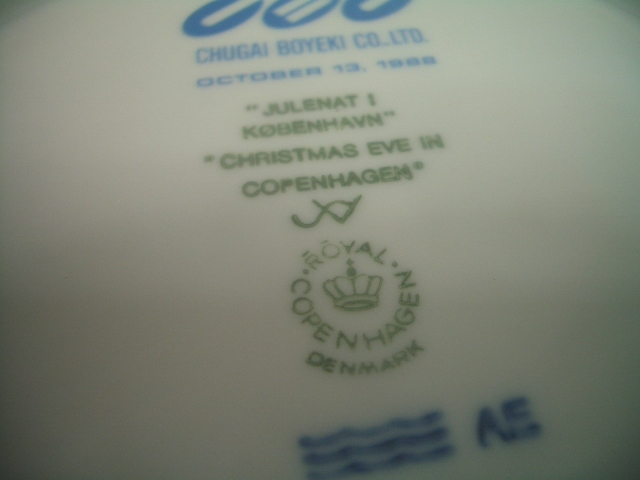 CHUGAI BOYEKI CO.,LTD.
OCTOBER 13, 1988
"JULENAT I
KØBENHAVN"
"CHRISTMAS EVE IN
COPENHAGEN"
ROYAL
COPENHAGEN
DENMARK
AE